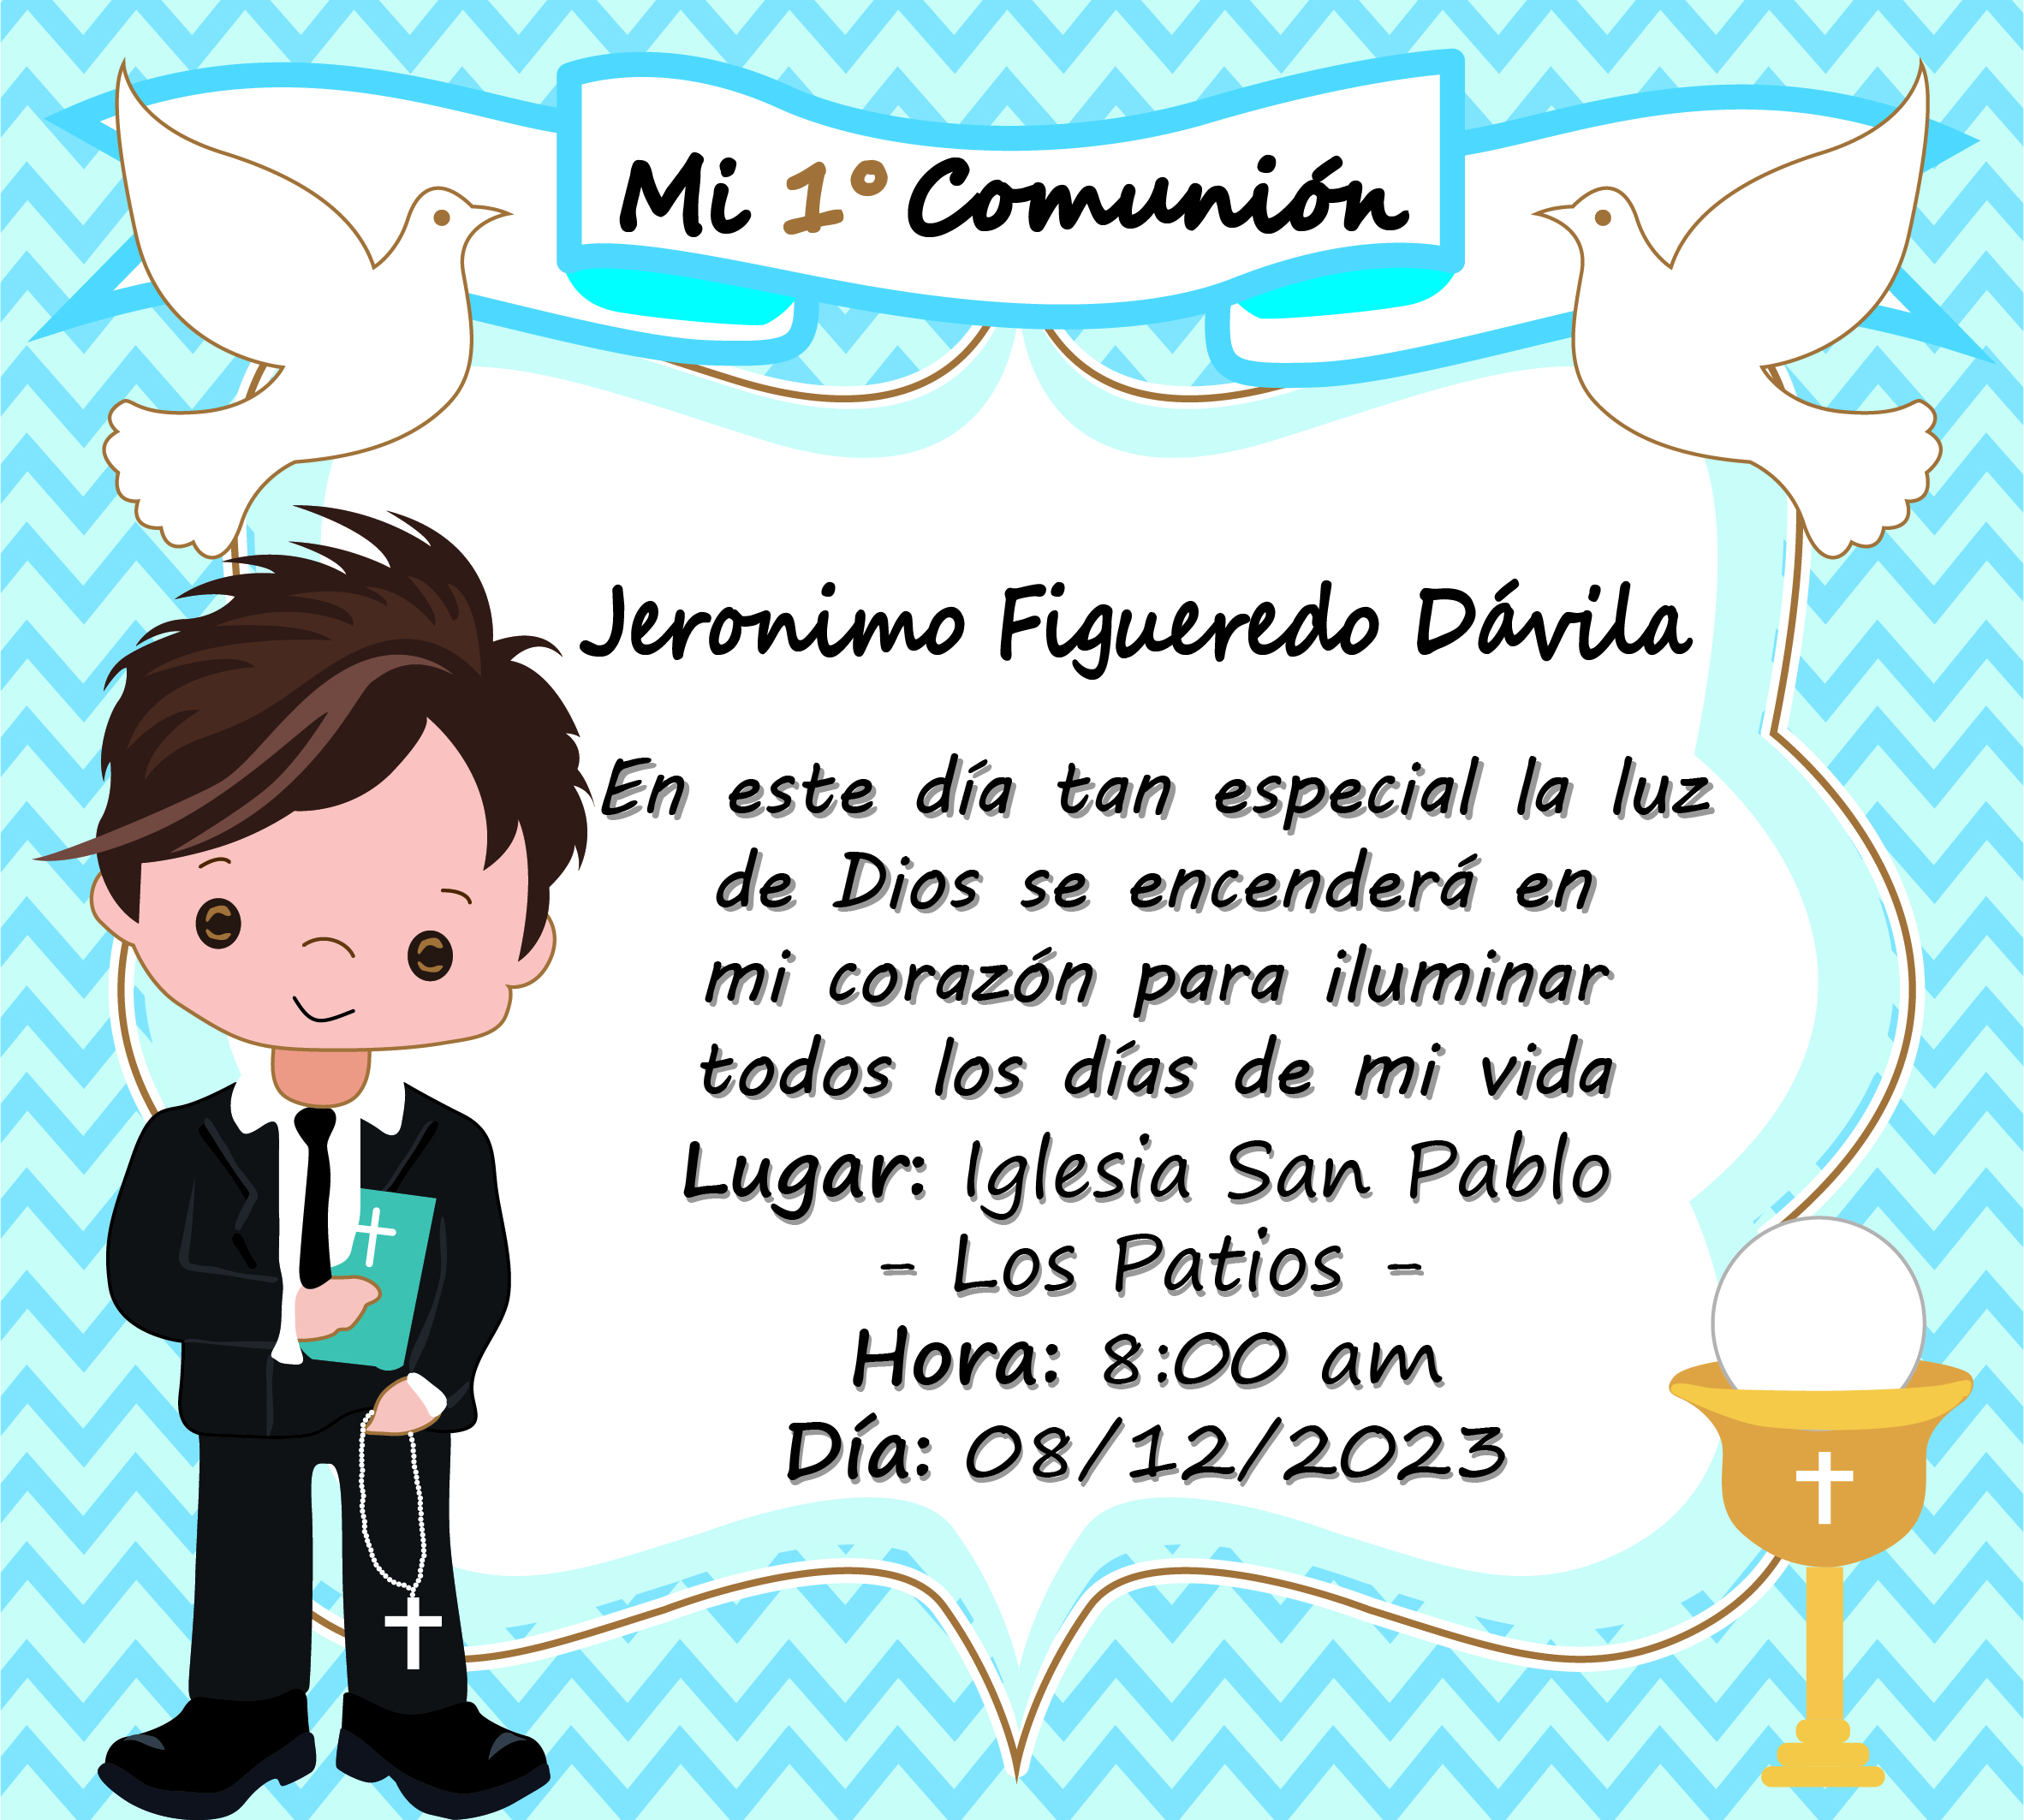 Mi 1° Comunión
Jeronimo Figueredo Dávila
En este día tan especial la luz
de Dios se encenderá en
mi corazón para iluminar
todos los días de mi vida
Lugar: Iglesia San Pablo
- Los Patios -
Hora: 8:00 am
Día: 08/12/2023